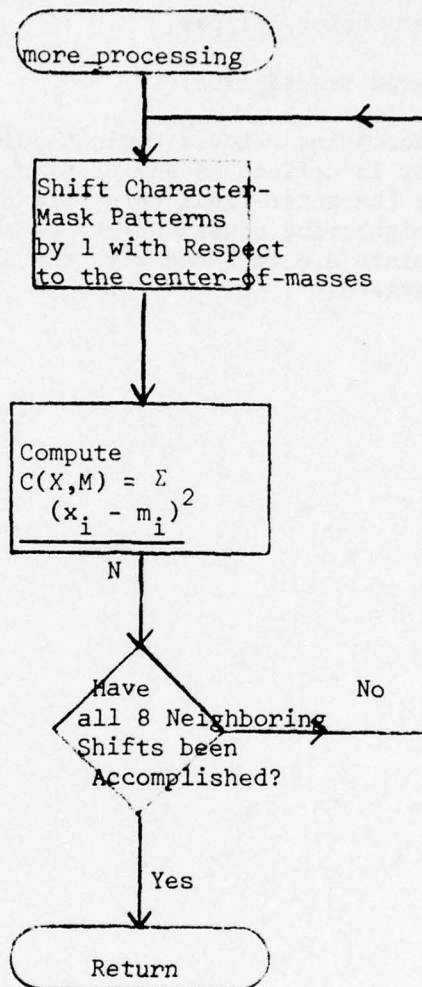 more_processing
Shift Character-
Mask Patterns
by 1 with Respect
to the center-of-masses
Compute
C(X,M) = Σ
(x_i - m_i)^2
N
Have
all 8 Neighboring
Shifts been
Accomplished?
No
Yes
Return